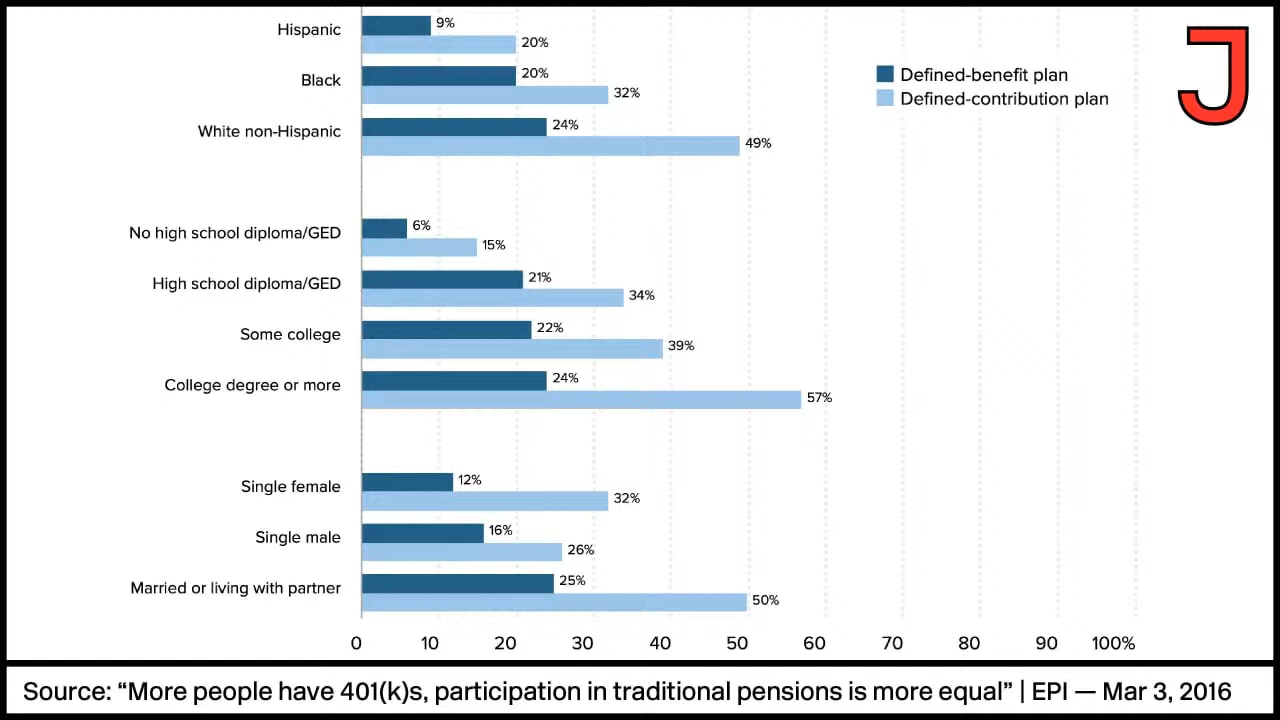 Hispanic
9%
20%
Black
20%
32%
White non-Hispanic
24%
49%
Defined-benefit plan
Defined-contribution plan
J
No high school diploma/GED
6%
15%
High school diploma/GED
21%
34%
Some college
22%
39%
College degree or more
24%
57%
Single female
12%
32%
Single male
16%
26%
Married or living with partner
25%
50%
0 10 20 30 40 50 60 70 80 90 100%
Source: “More people have 401(k)s, participation in traditional pensions is more equal” | EPI — Mar 3, 2016